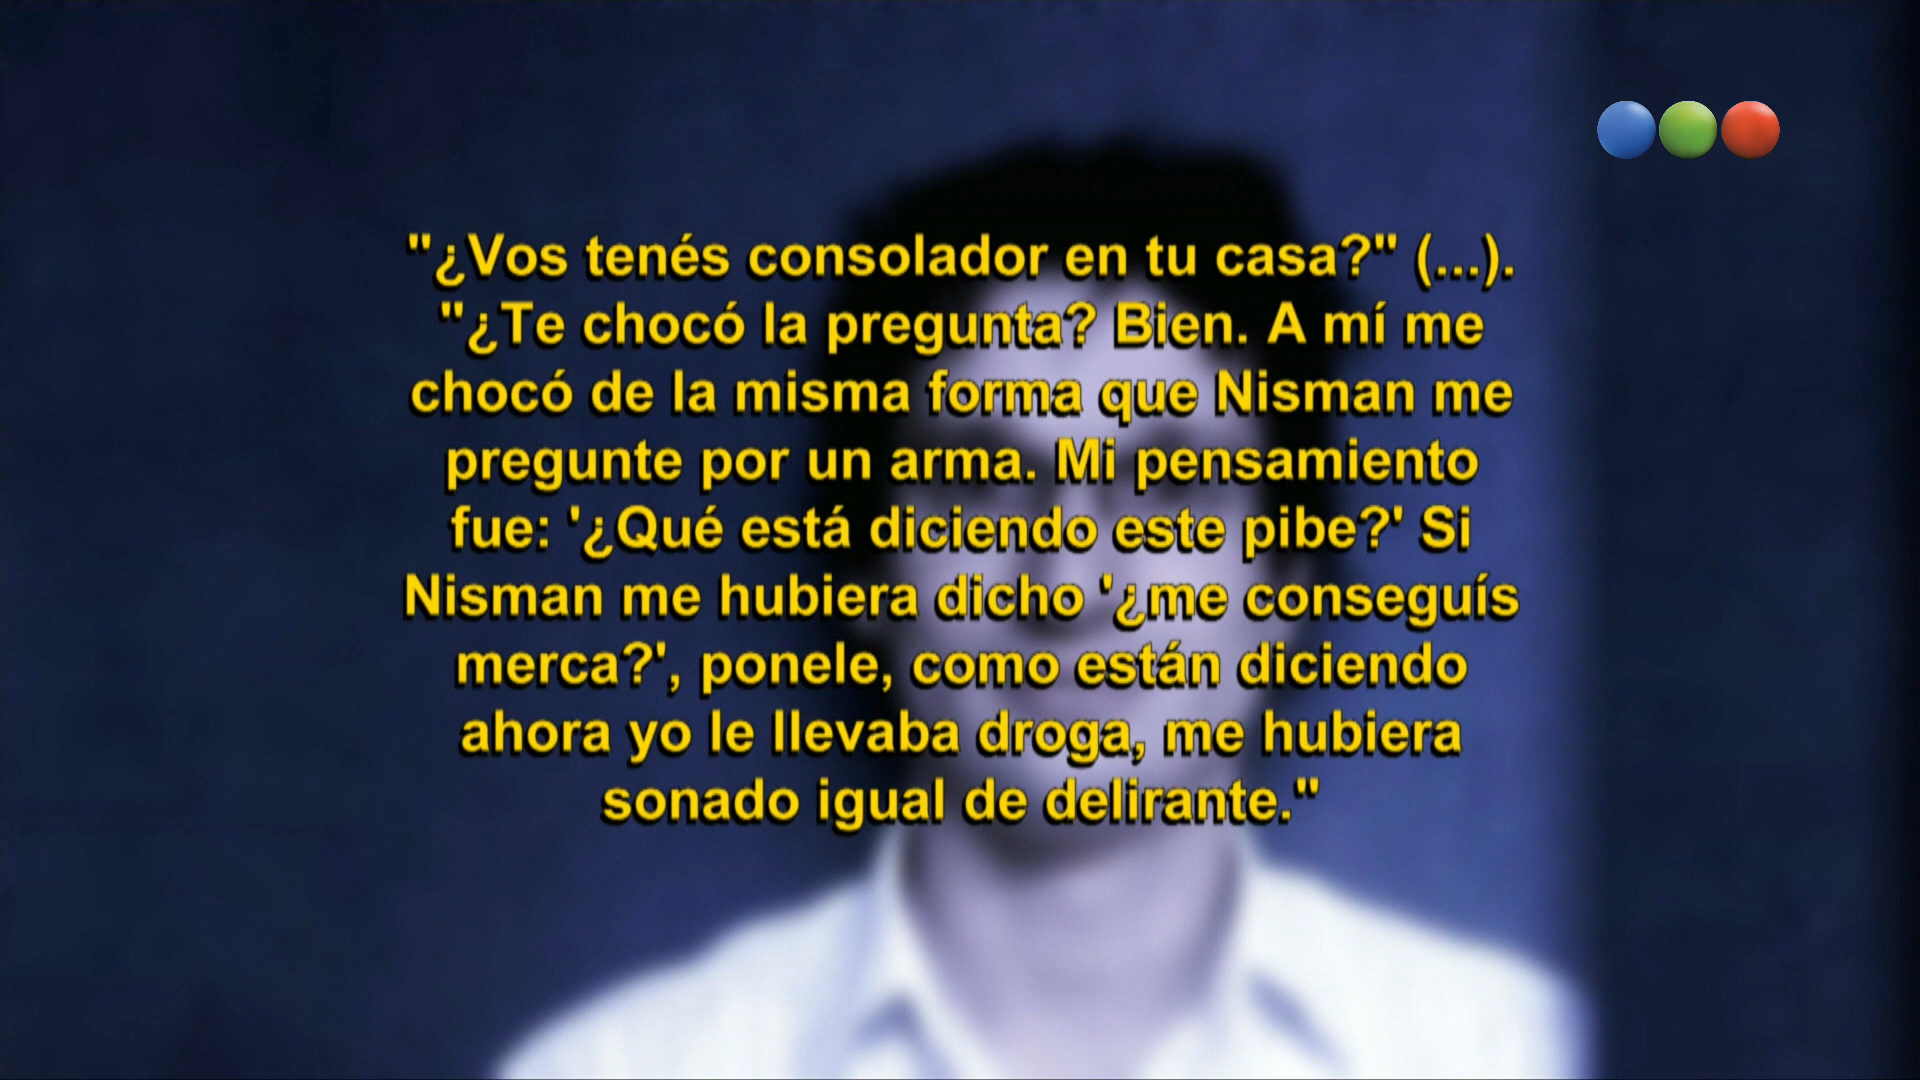 "¿Vos tenés consolador en tu casa?" (...).
"¿Te chocó la pregunta? Bien. A mí me
chocó de la misma forma que Nisman me
pregunte por un arma. Mi pensamiento
fue: '¿Qué está diciendo este pibe?' Si
Nisman me hubiera dicho '¿me conseguís
merca?', ponele, como están diciendo
ahora yo le llevaba droga, me hubiera
sonado igual de delirante."